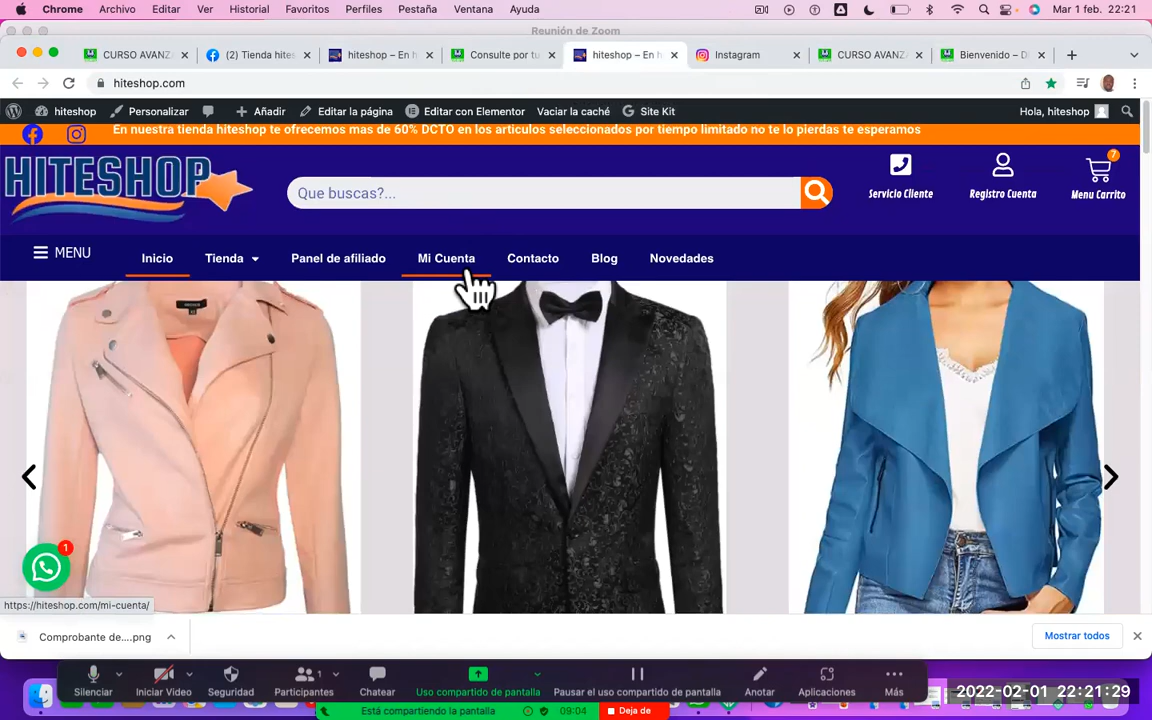 Chrome Archivo Editar Ver Historial Favoritos Perfiles Pestaña Ventana Ayuda Mar 1 feb. 22:21
Reunión de Zoom
CURSO AVANZ
(2) Tienda hites
hiteshop – En h
Consulte por tu
hiteshop – En h
Instagram
CURSO AVANZ
Bienvenido – D
hiteshop.com
hiteshop Personalizar Añadir Editar la página Editar con Elementor Vaciar la caché Site Kit Hola, hiteshop
En nuestra tienda hiteshop te ofrecemos mas de 60% DCTO en los articulos seleccionados por tiempo limitado no te lo pierdas te esperamos
HITESHOP
Que buscas?...
Servicio Cliente
Registro Cuenta
7
Menu Carrito
MENU Inicio Tienda Panel de afiliado Mi Cuenta Contacto Blog Novedades
1
https://hiteshop.com/mi-cuenta/
Comprobante de....png
Mostrar todos
Silenciar Iniciar Video Seguridad Participantes 1 Chatear Uso compartido de pantalla Pausar el uso compartido de pantalla Anotar Aplicaciones Más
2022-02-01 22:21:29
Está compartiendo la pantalla 09:04 Deja de